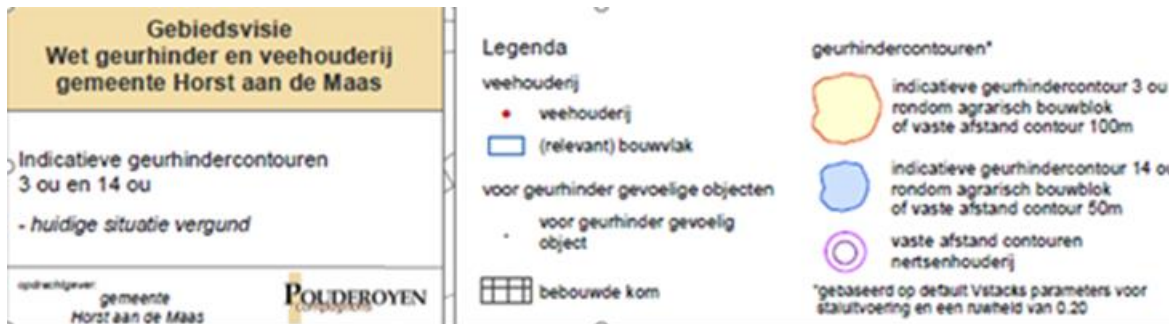 Gebiedsvisie
Wet geurhinder en veehouderij
gemeente Horst aan de Maas
Indicatieve geurhindercontouren
3 ou en 14 ou
- huidige situatie vergund
opdrachtgever:
gemeente
Horst aan de Maas
POUDEROYEN
compagnons
Legenda
veehouderij
veehouderij
(relevant) bouwvlak
voor geurhinder gevoelige objecten
voor geurhinder gevoelig
object
bebouwde kom
geurhindercontouren*
indicatieve geurhindercontour 3 ou
rondom agrarisch bouwblok
of vaste afstand contour 100m
indicatieve geurhindercontour 14 ou
rondom agrarisch bouwblok
of vaste afstand contour 50m
vaste afstand contouren
nertsenhouderij
*gebaseerd op default Vstacks parameters voor
staluitvoering en een ruwheid van 0.20